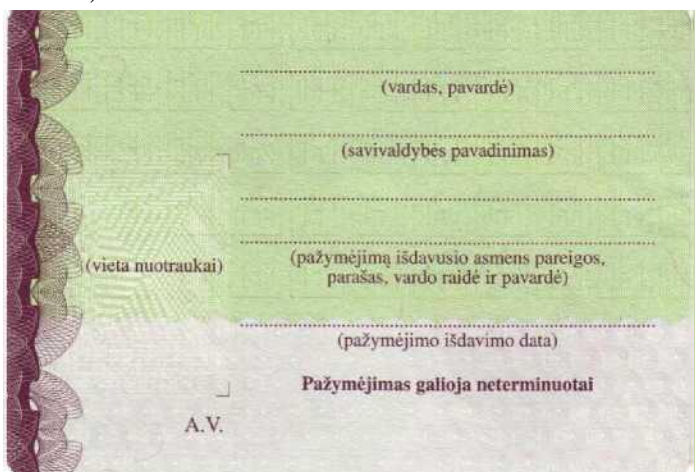 (vardas, pavardė)
(savivaldybės pavadinimas)
(vieta nuotraukai)
(pažymėjimą išdavusio asmens pareigos,
parašas, vardo raidė ir pavardė)
(pažymėjimo išdavimo data)
Pažymėjimas galioja neterminuotai
A.V.